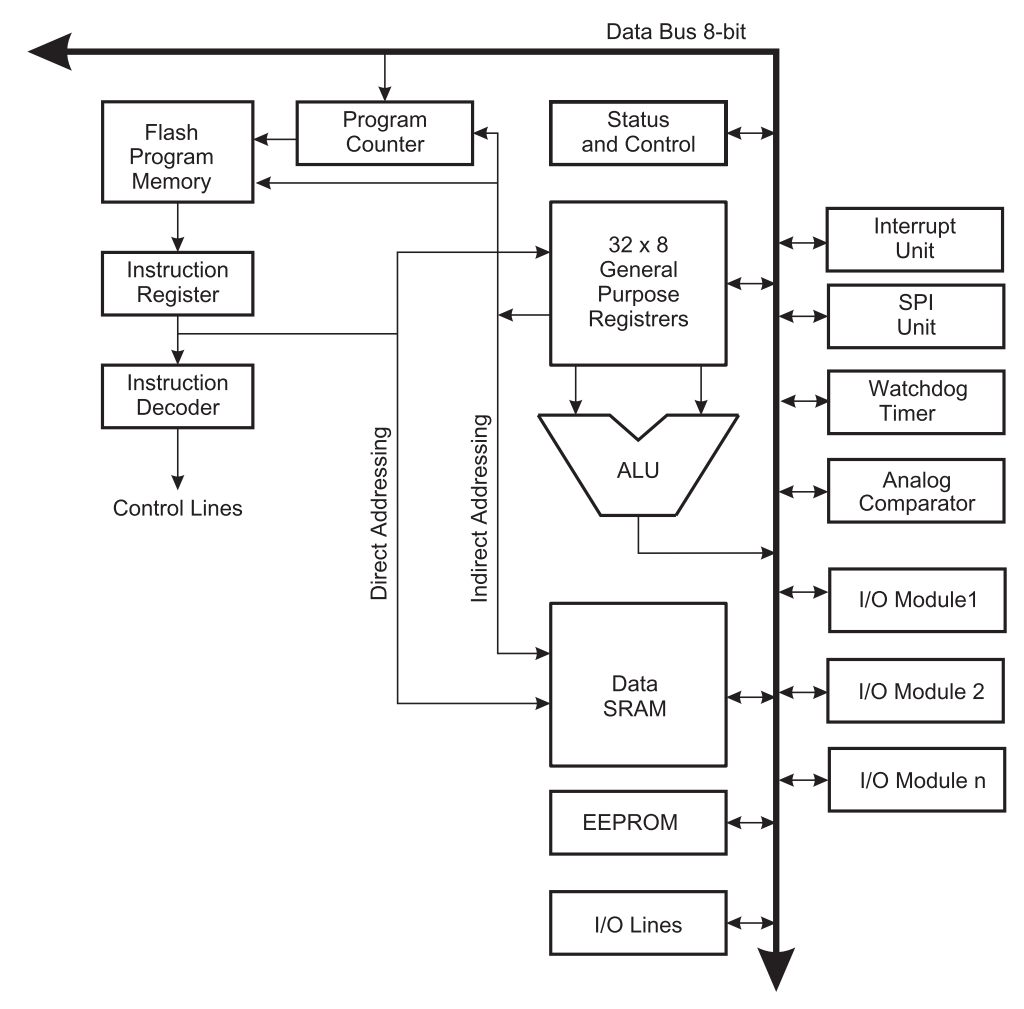 Data Bus 8-bit
Flash
Program
Memory
Program
Counter
Status
and Control
Interrupt
Unit
32 x 8
General
Purpose
Registrers
Instruction
Register
SPI
Unit
Instruction
Decoder
Watchdog
Timer
ALU
Analog
Comparator
Control Lines
Direct Addressing
Indirect Addressing
I/O Module1
Data
SRAM
I/O Module 2
I/O Module n
EEPROM
I/O Lines